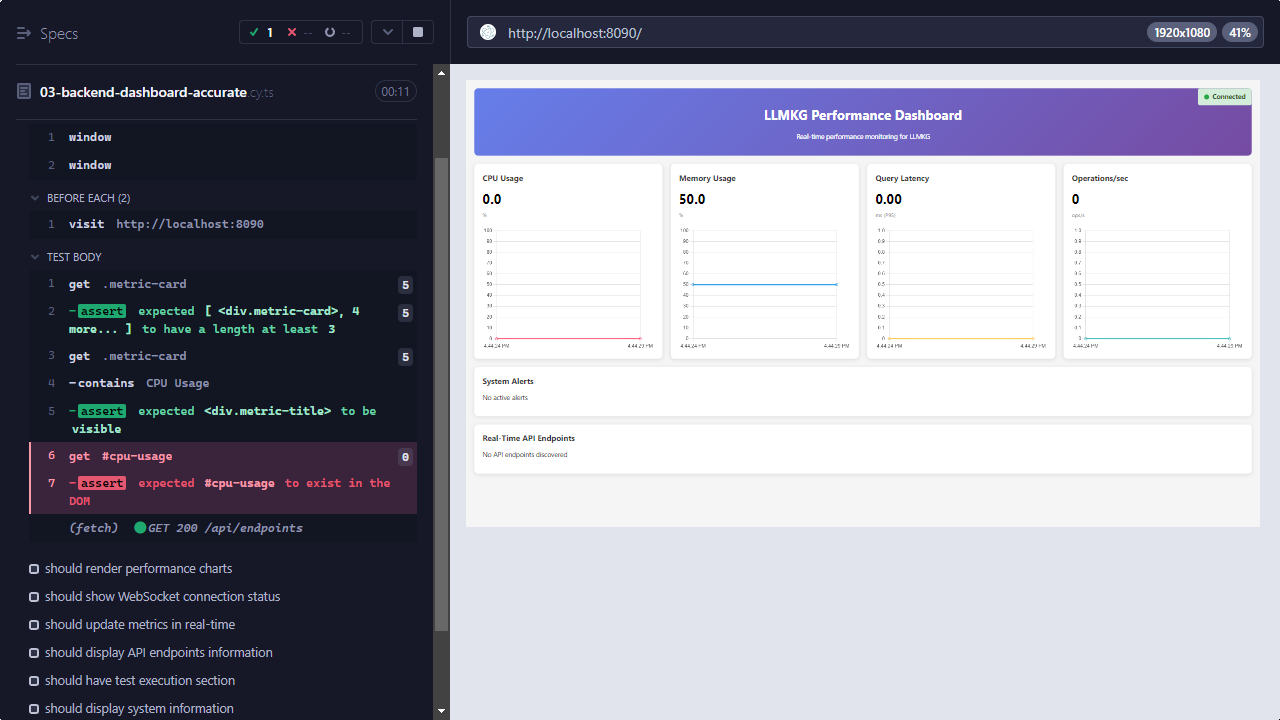 Specs
1 -- --
03-backend-dashboard-accurate.cy.ts 00:11
1 window
2 window
BEFORE EACH (2)
1 visit http://localhost:8090
TEST BODY
1 get .metric-card 5
2 -assert expected [ <div.metric-card>, 4 5
more... ] to have a length at least 3
3 get .metric-card 5
4 -contains CPU Usage
5 -assert expected <div.metric-title> to be
visible
6 get #cpu-usage 0
7 -assert expected #cpu-usage to exist in the
DOM
(fetch) GET 200 /api/endpoints
should render performance charts
should show WebSocket connection status
should update metrics in real-time
should display API endpoints information
should have test execution section
should display system information
http://localhost:8090/ 1920x1080 41%
Connected
LLMKG Performance Dashboard
Real-time performance monitoring for LLMKG
CPU Usage
0.0
%
100
90
80
70
60
50
40
30
20
10
0
4:44:24 PM 4:44:29 PM
Memory Usage
50.0
%
100
90
80
70
60
50
40
30
20
10
0
4:44:24 PM 4:44:29 PM
Query Latency
0.00
ms (P95)
1.0
0.9
0.8
0.7
0.6
0.5
0.4
0.3
0.2
0.1
0
4:44:24 PM 4:44:29 PM
Operations/sec
0
ops/s
1.0
0.9
0.8
0.7
0.6
0.5
0.4
0.3
0.2
0.1
0
4:44:24 PM 4:44:29 PM
System Alerts
No active alerts
Real-Time API Endpoints
No API endpoints discovered